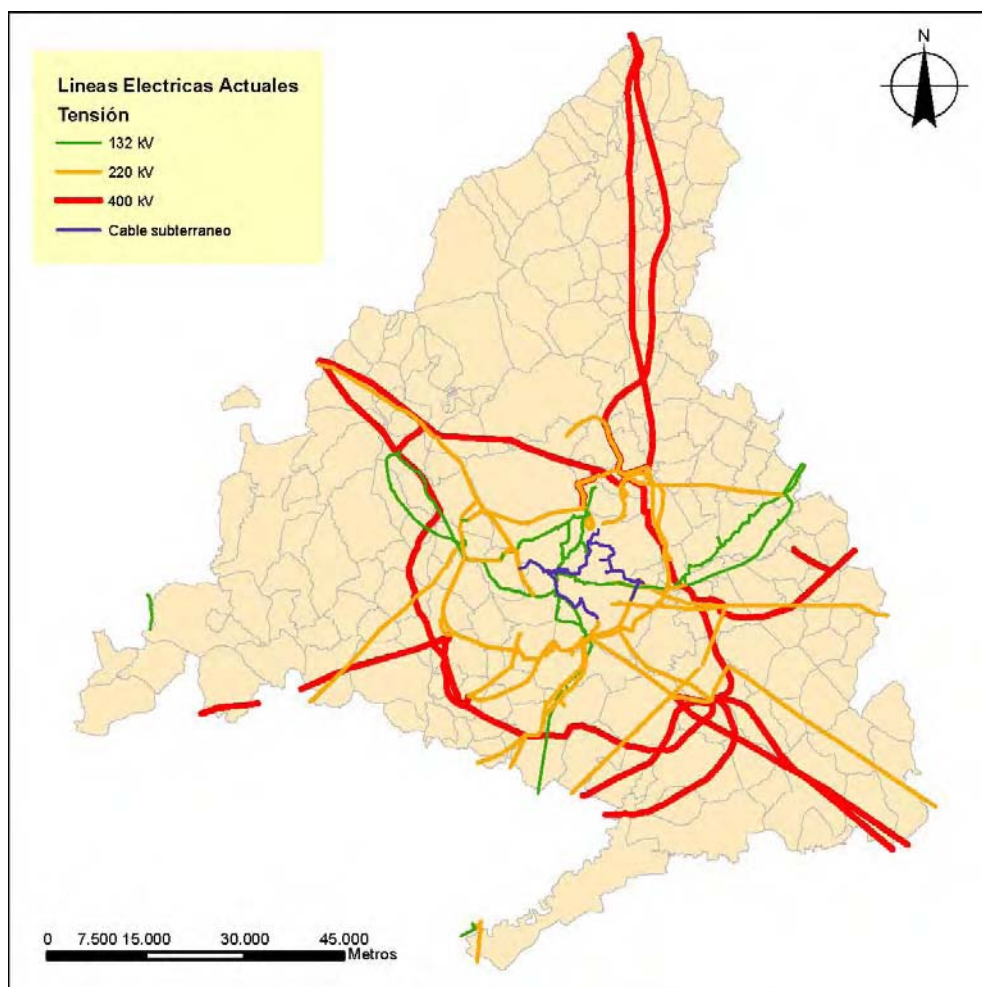 Lineas Electricas Actuales
Tensión
132 kV
220 kV
400 kV
Cable subterraneo
N
0 7.500 15.000 30.000 45.000
Metros